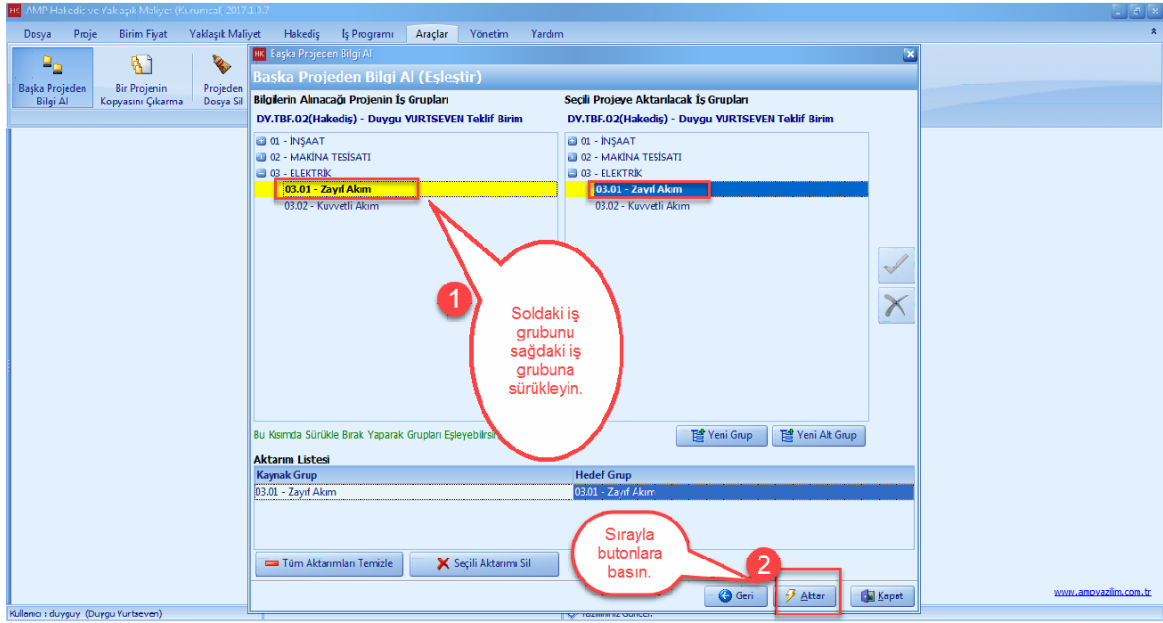 HK AMP Hakediş ve Yaklaşık Maliyet (Kurumsal) 2017.1.0.7
Dosya Proje Birim Fiyat Yaklaşık Maliyet Hakediş İş Programı Araçlar Yönetim Yardım
Başka Projeden Bilgi Al
Bir Projenin Kopyasını Çıkarma
Projeden Dosya Sil
HK Başka Projeden Bilgi Al
Başka Projeden Bilgi Al (Eşleştir)
Bilgilerin Alınacağı Projenin İş Grupları
Seçili Projeye Aktarılacak İş Grupları
DV.TBF.02(Hakediş) - Duygu YURTSEVEN Teklif Birim
DV.TBF.02(Hakediş) - Duygu YURTSEVEN Teklif Birim
01 - İNŞAAT
02 - MAKİNA TESİSATI
03 - ELEKTRİK
03.01 - Zayıf Akım
03.02 - Kuvvetli Akım
01 - İNŞAAT
02 - MAKİNA TESİSATI
03 - ELEKTRİK
03.01 - Zayıf Akım
03.02 - Kuvvetli Akım
1
Soldaki iş
grubunu
sağdaki iş
grubuna
sürükleyin.
Bu Kısımda Sürükle Bırak Yaparak Grupları
Yeni Grup
Yeni Alt Grup
Aktarım Listesi
Kaynak Grup Hedef Grup
03.01 - Zayıf Akım 03.01 - Zayıf Akım
Sırayla
butonlara
basın.
2
Tüm Aktarımları Temizle
Seçili Aktarımı Sil
Geri
Aktar
Kapat
www.ampyazilim.com.tr
Kullanıcı : duyguy (Duygu Yurtseven)
Yazılımınız Güncel.